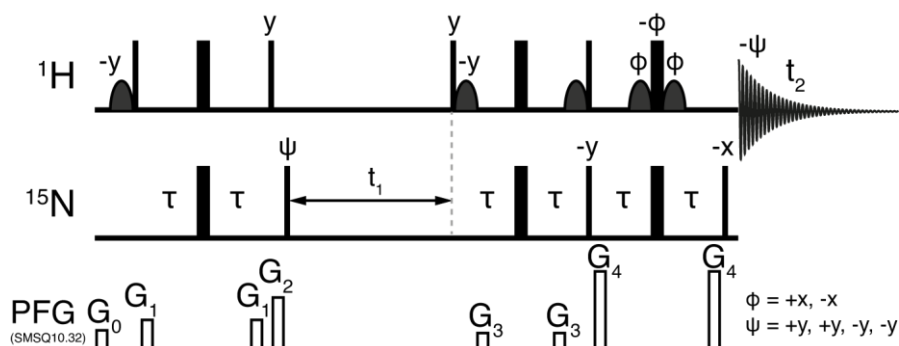 -y y y -y -ϕ ϕ ϕ -ψ
¹H t₂
ψ -y -x
¹⁵N τ τ t₁ τ τ τ τ
PFG G₀ G₁ G₁ G₂ G₃ G₃ G₄ G₄
(SMSQ10.32)
ϕ = +x, -x
ψ = +y, +y, -y, -y